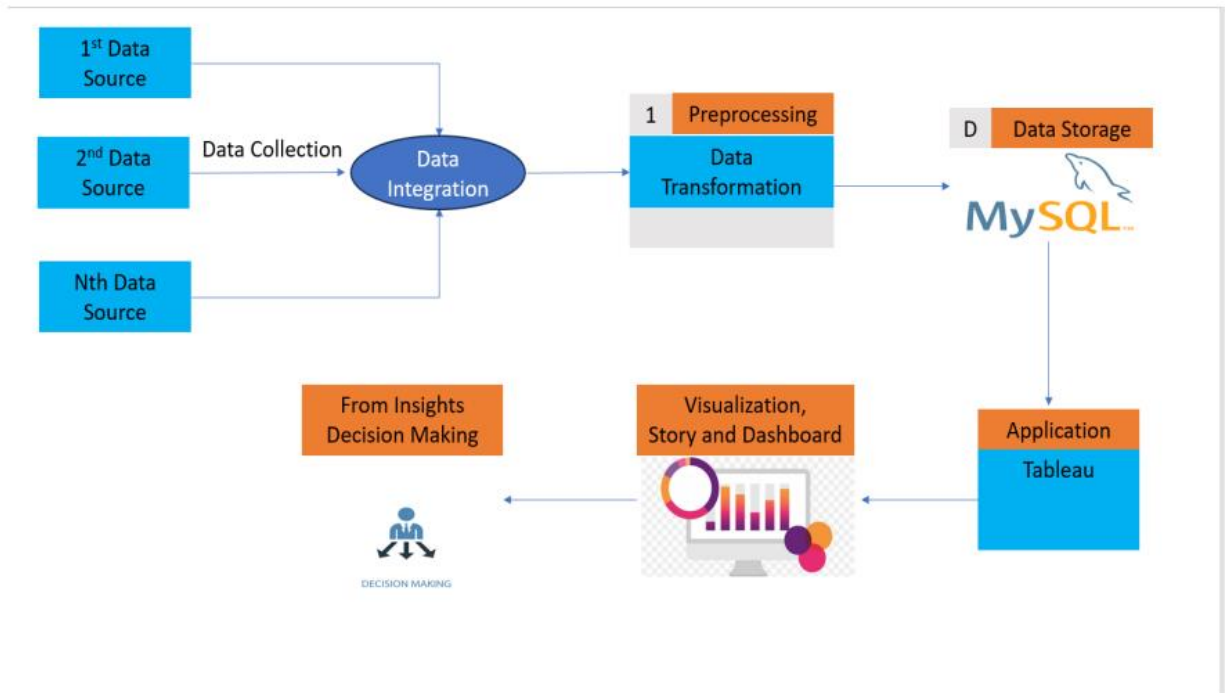 1st Data
Source
2nd Data
Source
Data Collection
Nth Data
Source
Data
Integration
1 Preprocessing
Data
Transformation
D Data Storage
MySQL
Application
Tableau
Visualization,
Story and Dashboard
From Insights
Decision Making
DECISION MAKING